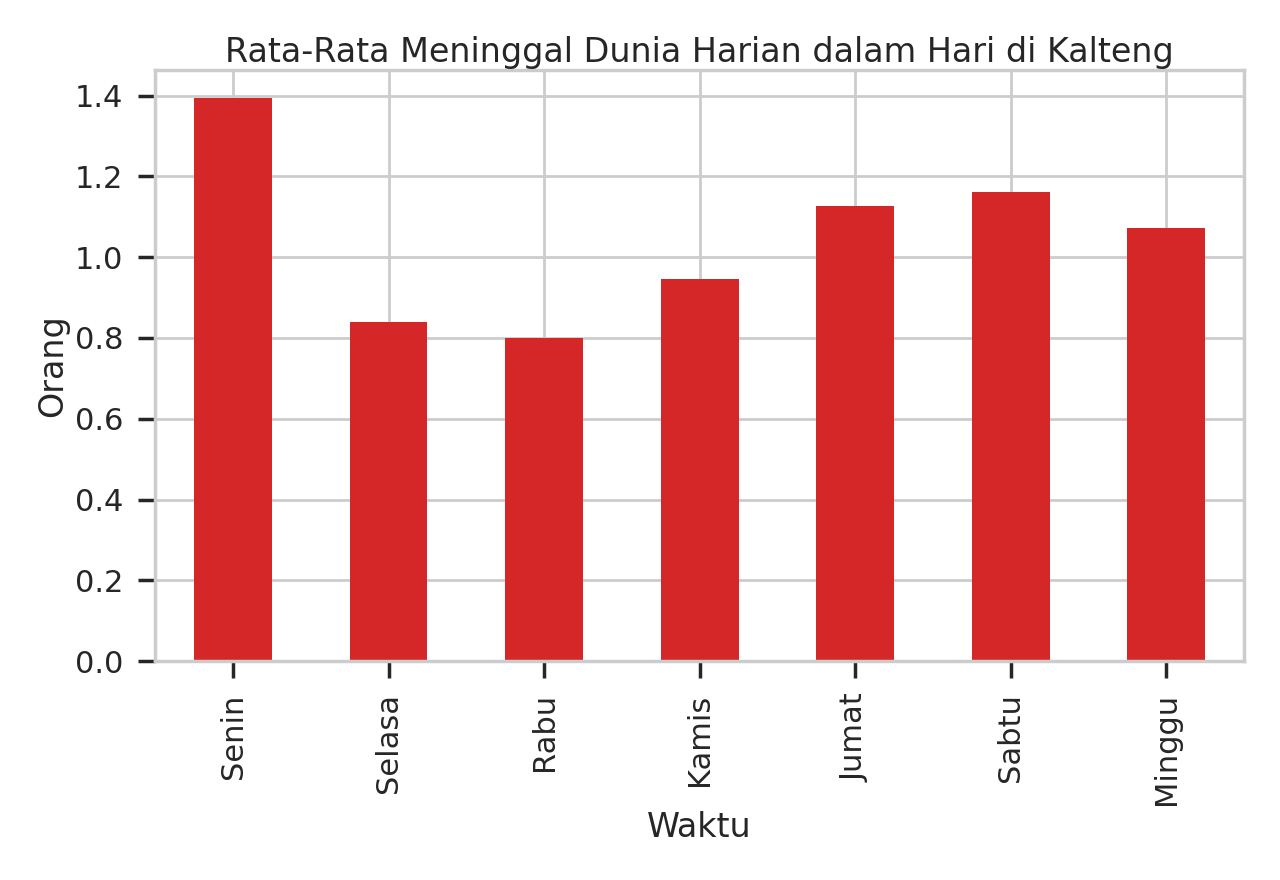 Rata-Rata Meninggal Dunia Harian dalam Hari di Kalteng
1.4
1.2
1.0
0.8
0.6
0.4
0.2
0.0
Orang
Senin
Selasa
Rabu
Kamis
Jumat
Sabtu
Minggu
Waktu